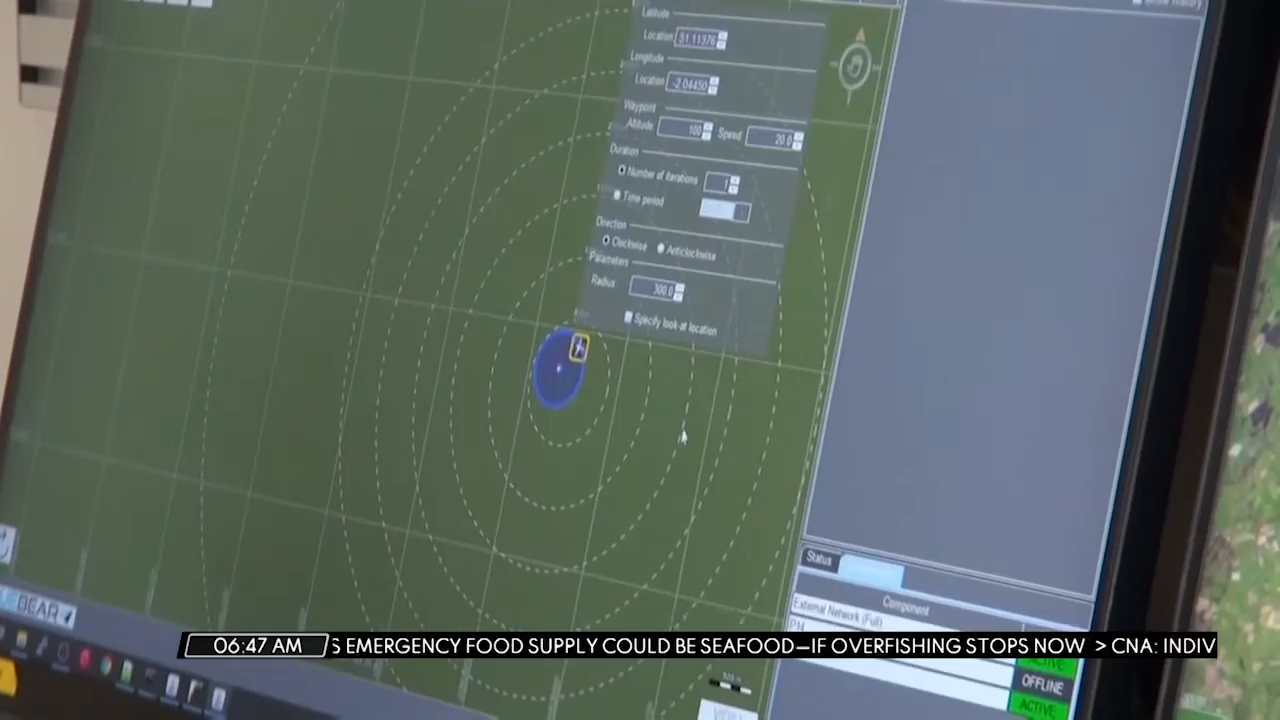 Latitude
Location 51.11376
Longitude
Location -2.04450
Waypoint
Altitude 100 Speed 20.0
Duration
Number of iterations 1
Time period
Direction
Clockwise Anticlockwise
Parameters
Radius 300.0
Specify look-at location
Status
Component
External Network (Full)
ACTIVE
OFFLINE
ACTIVE
BEAR
06:47 AM S EMERGENCY FOOD SUPPLY COULD BE SEAFOOD—IF OVERFISHING STOPS NOW > CNA: INDIV